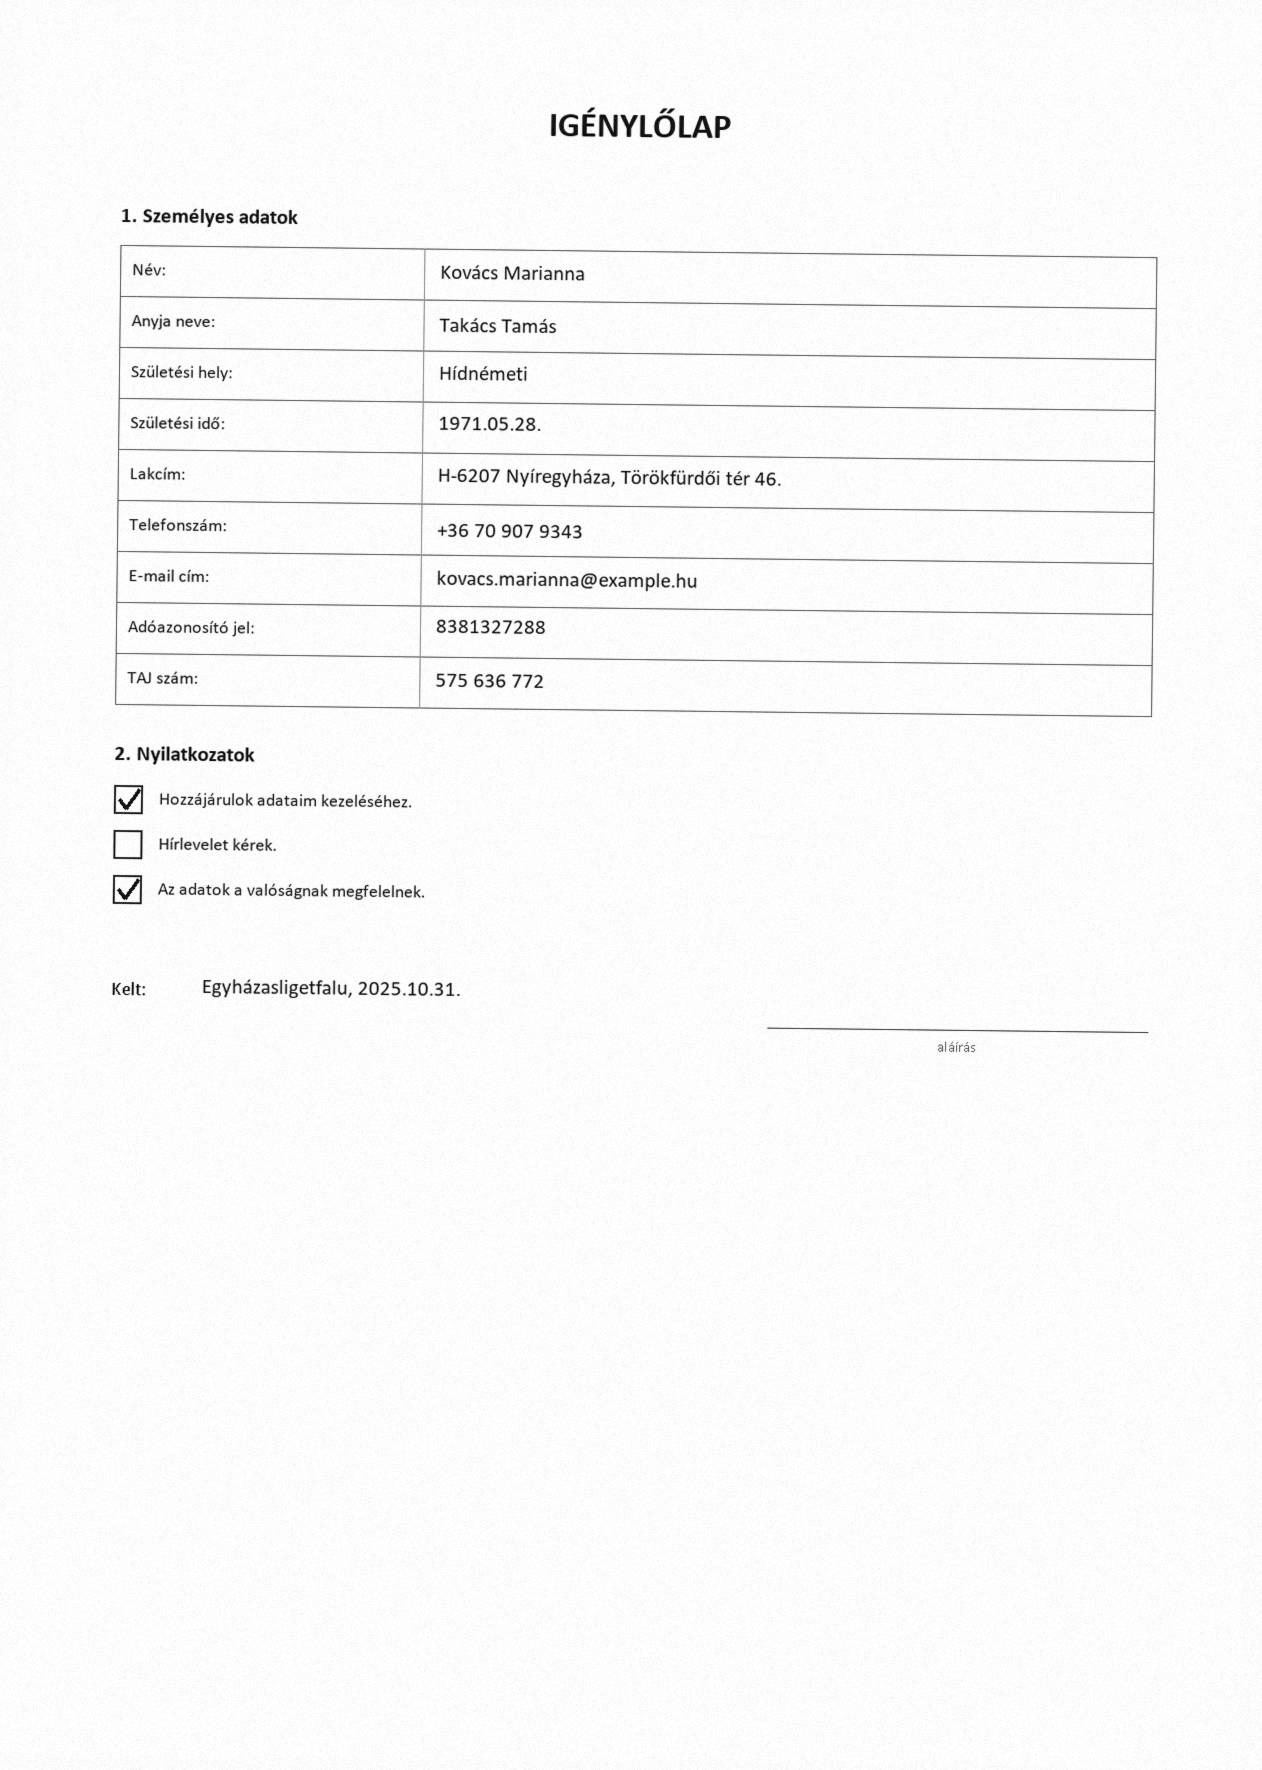 IGÉNYLŐLAP
1. Személyes adatok
Név: Kovács Marianna
Anyja neve: Takács Tamás
Születési hely: Hídnémeti
Születési idő: 1971.05.28.
Lakcím: H-6207 Nyíregyháza, Törökfürdői tér 46.
Telefonszám: +36 70 907 9343
E-mail cím: kovacs.marianna@example.hu
Adóazonosító jel: 8381327288
TAJ szám: 575 636 772
2. Nyilatkozatok
Hozzájárulok adataim kezeléséhez.
Hírlevelet kérek.
Az adatok a valóságnak megfelelnek.
Kelt: Egyházasligetfalu, 2025.10.31.
aláírás